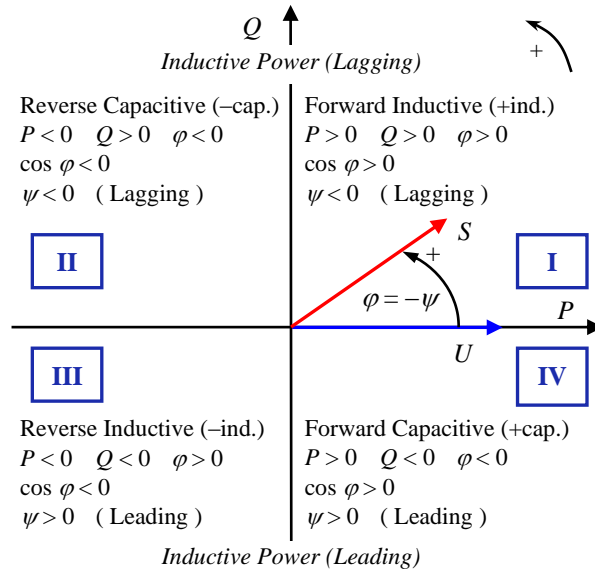 Q
+
Inductive Power (Lagging)
Reverse Capacitive (–cap.)
P < 0 Q > 0 φ < 0
cos φ < 0
ψ < 0 ( Lagging )
Forward Inductive (+ind.)
P > 0 Q > 0 φ > 0
cos φ > 0
ψ < 0 ( Lagging )
S
+
II
I
φ = –ψ
P
U
III
IV
Reverse Inductive (–ind.)
P < 0 Q < 0 φ > 0
cos φ < 0
ψ > 0 ( Leading )
Forward Capacitive (+cap.)
P > 0 Q < 0 φ < 0
cos φ > 0
ψ > 0 ( Leading )
Inductive Power (Leading)